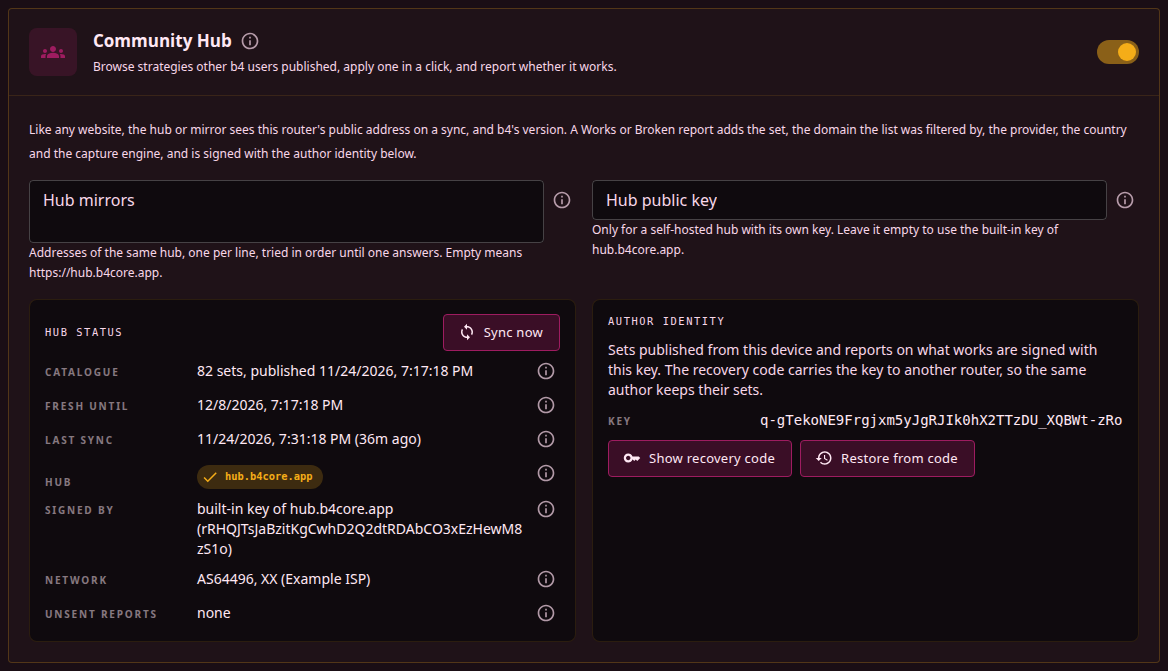 Community Hub
Browse strategies other b4 users published, apply one in a click, and report whether it works.
Like any website, the hub or mirror sees this router's public address on a sync, and b4's version. A Works or Broken report adds the set, the domain the list was filtered by, the provider, the country
and the capture engine, and is signed with the author identity below.
Hub mirrors
Addresses of the same hub, one per line, tried in order until one answers. Empty means
https://hub.b4core.app.
Hub public key
Only for a self-hosted hub with its own key. Leave it empty to use the built-in key of
hub.b4core.app.
HUB STATUS
Sync now
CATALOGUE 82 sets, published 11/24/2026, 7:17:18 PM
FRESH UNTIL 12/8/2026, 7:17:18 PM
LAST SYNC 11/24/2026, 7:31:18 PM (36m ago)
HUB hub.b4core.app
SIGNED BY built-in key of hub.b4core.app
(rRHQJTsJaBzitKgCwhD2Q2dtRDAbCO3xEzHewM8
zS1o)
NETWORK AS64496, XX (Example ISP)
UNSENT REPORTS none
AUTHOR IDENTITY
Sets published from this device and reports on what works are signed with
this key. The recovery code carries the key to another router, so the same
author keeps their sets.
KEY q-gTekoNE9Frgjxm5yJgRJIk0hX2TTzDU_XQBWt-zRo
Show recovery code
Restore from code